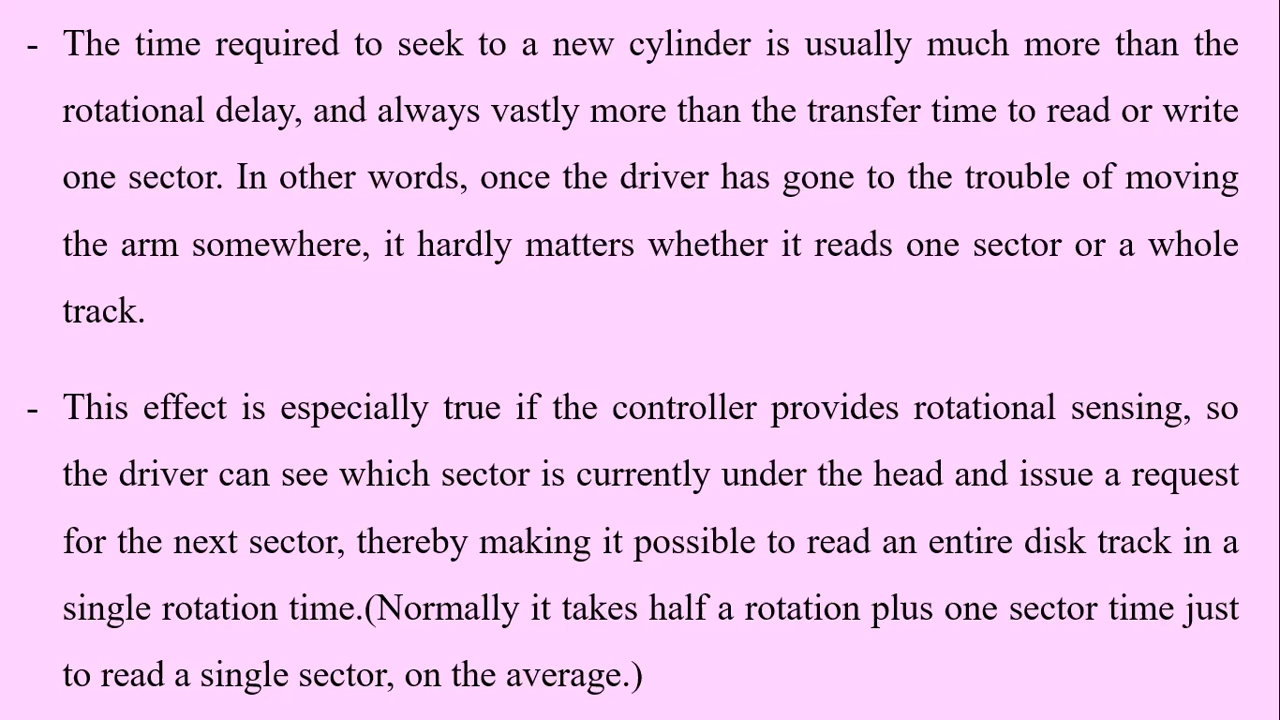 - The time required to seek to a new cylinder is usually much more than the
rotational delay, and always vastly more than the transfer time to read or write
one sector. In other words, once the driver has gone to the trouble of moving
the arm somewhere, it hardly matters whether it reads one sector or a whole
track.
- This effect is especially true if the controller provides rotational sensing, so
the driver can see which sector is currently under the head and issue a request
for the next sector, thereby making it possible to read an entire disk track in a
single rotation time.(Normally it takes half a rotation plus one sector time just
to read a single sector, on the average.)